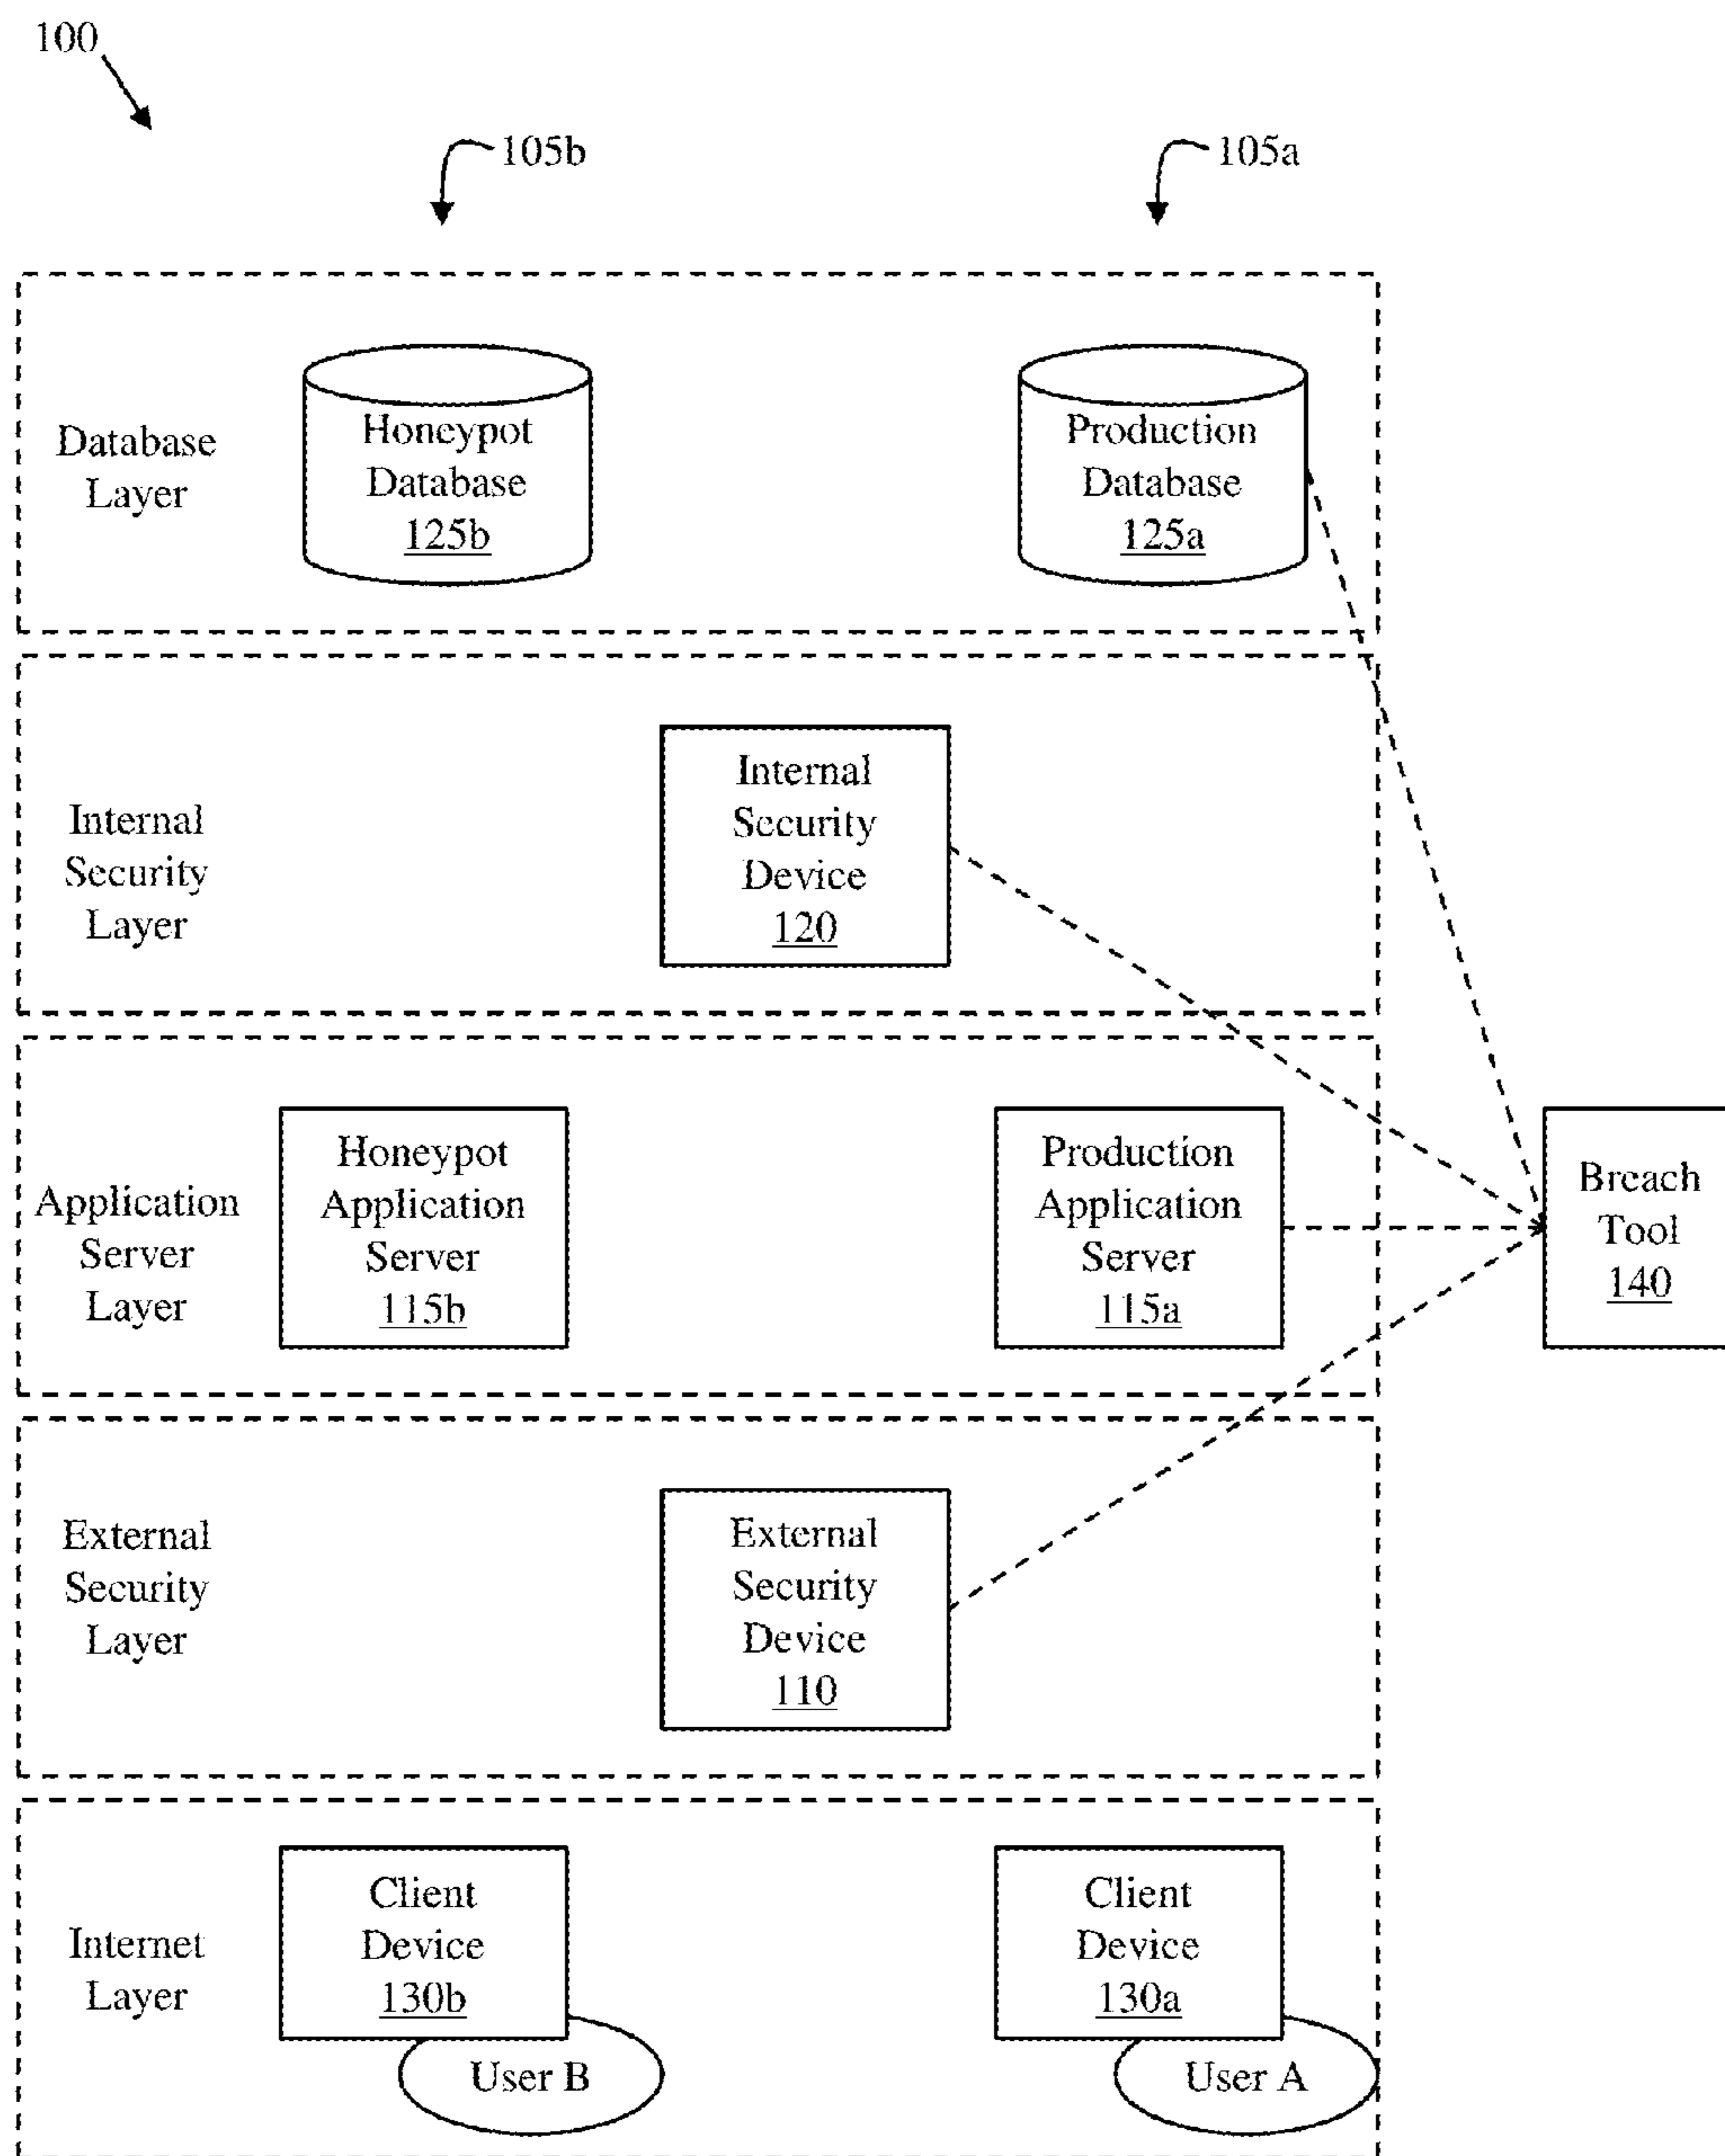 100
105b
105a
Database
Layer
Honeypot
Database
125b
Production
Database
125a
Internal
Security
Layer
Internal
Security
Device
120
Application
Server
Layer
Honeypot
Application
Server
115b
Production
Application
Server
115a
Breach
Tool
140
External
Security
Layer
External
Security
Device
110
Internet
Layer
Client
Device
130b
User B
Client
Device
130a
User A